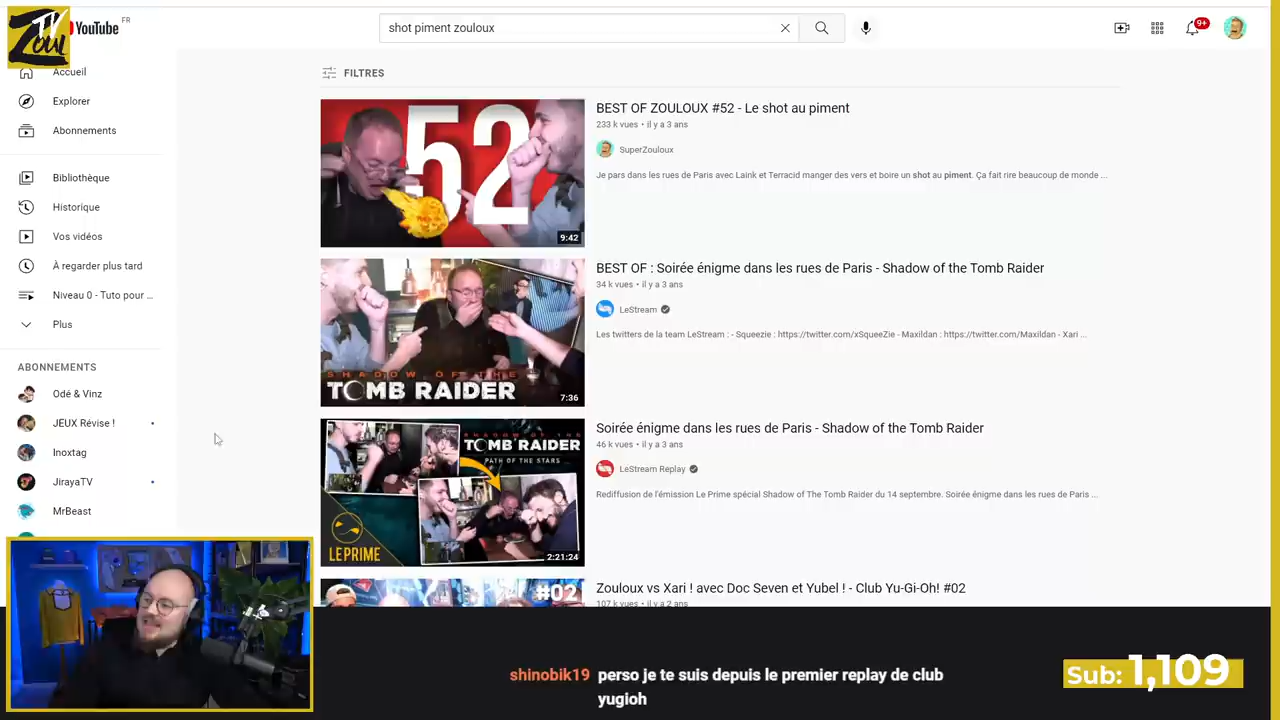 Zoul TV
YouTube FR
shot piment zouloux
9+
Accueil
Explorer
Abonnements
Bibliothèque
Historique
Vos vidéos
À regarder plus tard
Niveau 0 - Tuto pour ...
Plus
ABONNEMENTS
Odé & Vinz
JEUX Révise !
Inoxtag
JirayaTV
MrBeast
FILTRES
52
9:42
BEST OF ZOULOUX #52 - Le shot au piment
233 k vues • il y a 3 ans
SuperZouloux
Je pars dans les rues de Paris avec Laink et Terracid manger des vers et boire un shot au piment. Ça fait rire beaucoup de monde ...
SHADOW OF THE
TOMB RAIDER
7:36
BEST OF : Soirée énigme dans les rues de Paris - Shadow of the Tomb Raider
34 k vues • il y a 3 ans
LeStream
Les twitters de la team LeStream : - Squeezie : https://twitter.com/xSqueeZie - Maxildan : https://twitter.com/Maxildan - Xari ...
SHADOW OF THE
TOMB RAIDER
PATH OF THE STARS
LE PRIME
2:21:24
Soirée énigme dans les rues de Paris - Shadow of the Tomb Raider
46 k vues • il y a 3 ans
LeStream Replay
Rediffusion de l'émission Le Prime spécial Shadow of The Tomb Raider du 14 septembre. Soirée énigme dans les rues de Paris ...
#02
Zouloux vs Xari ! avec Doc Seven et Yubel ! - Club Yu-Gi-Oh! #02
107 k vues • il y a 2 ans
shinobik19 perso je te suis depuis le premier replay de club
yugioh
Sub: 1,109